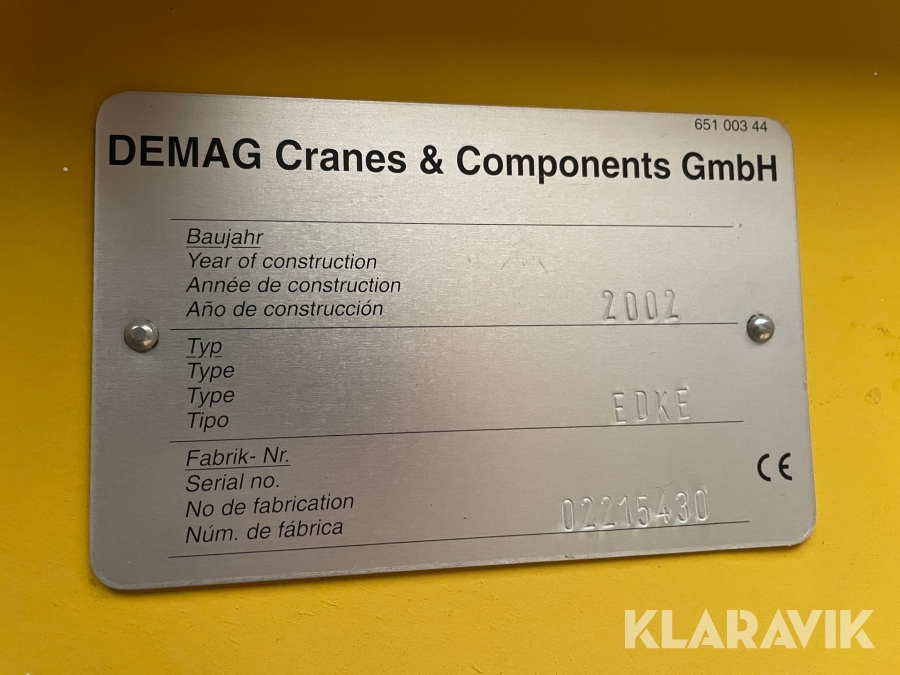 651 003 44
DEMAG Cranes & Components GmbH
Baujahr
Year of construction
Année de construction
Año de construcción
2002
Typ
Type
Type
Tipo
EDKE
Fabrik- Nr.
Serial no.
No de fabrication
Núm. de fábrica
02215430
CE
KLARAVIK